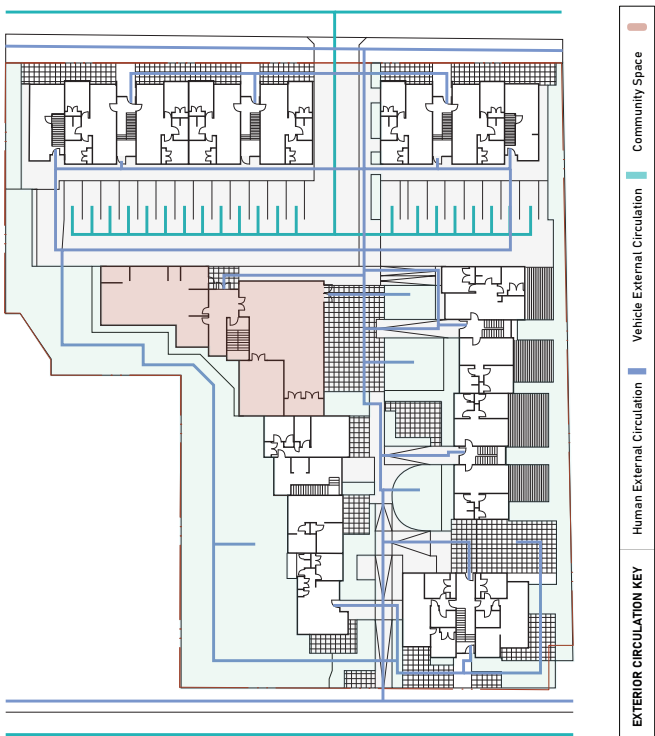 EXTERIOR CIRCULATION KEY
Human External Circulation
Vehicle External Circulation
Community Space